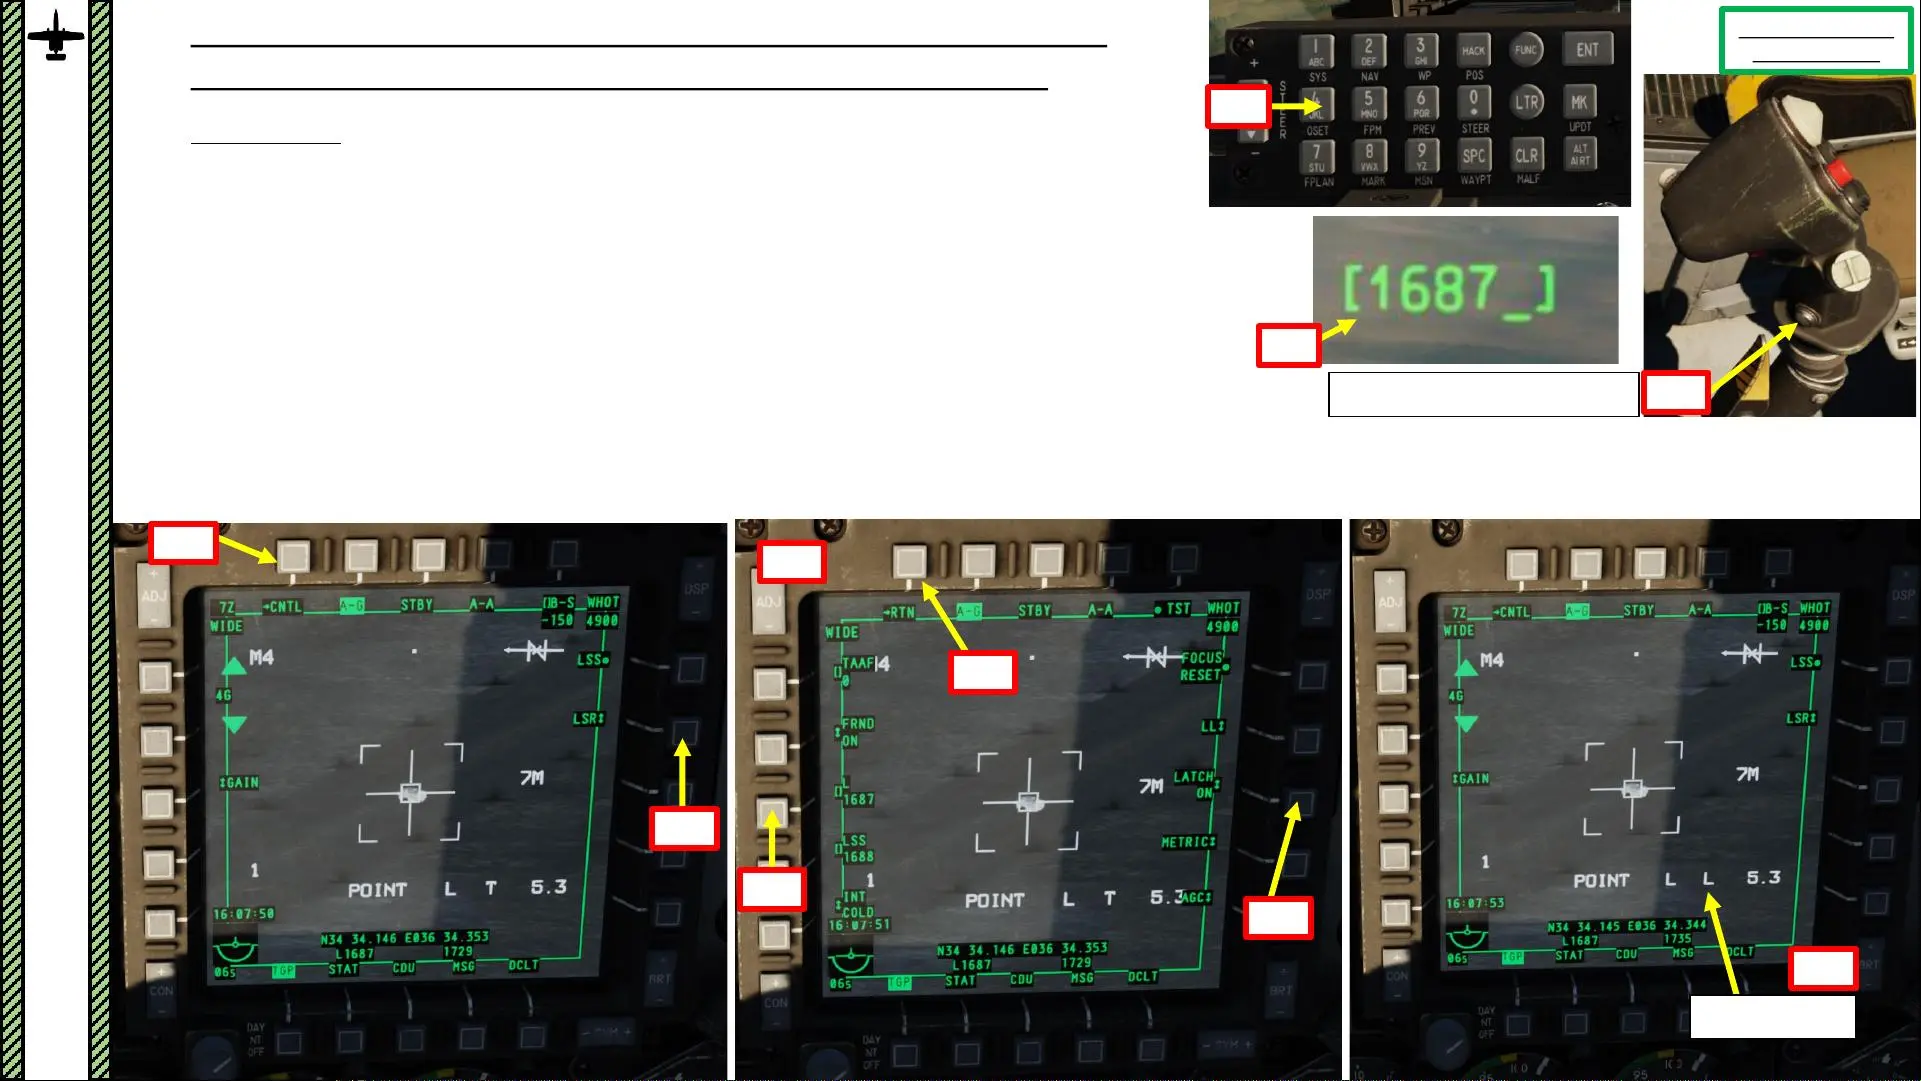 1 2 3 HACK FUNC ENT
ABC DEF GHI
SYS NAV WP POS
5 6 0 LTR MK
JKL MNO PQR
OSET FPM PREV STEER UPDT
7 8 9 SPC CLR ALT AIRT
STU VWX YZ
FPLAN MARK MSN WAYPT MALF
STEER
[1687_]
ADJ
DSP
7Z →CNTL A-G STBY A-A []B-S WHOT
WIDE -150 4900
M4 N LSS
4G
LSR↕
↕GAIN 7M
1
POINT L T 5.3
16:07:50
N34 34.146 E036 34.353
L1687 1729
065 TGP STAT CDU MSG DCLT
CON
BRT
DAY
NT
OFF
- SYM +
ADJ
DSP
→RTN A-G STBY A-A TST WHOT
WIDE 4900
TAAF 4 N FOCUS
0 RESET
FRND
ON LL↕
L 7M LATCH
1687 ON
LSS METRIC↕
1688
1
INT POINT L T 5.3 AGC↕
COLD
16:07:51
N34 34.146 E036 34.353
L1687 1729
065 TGP STAT CDU MSG DCLT
CON
BRT
DAY
NT
OFF
- SYM +
ADJ
DSP
7Z →CNTL A-G STBY A-A []B-S WHOT
WIDE -150 4900
M4 N LSS
4G
LSR↕
↕GAIN 7M
1
POINT L L 5.3
16:07:53
N34 34.145 E036 34.344
L1687 1735
065 TGP STAT CDU MSG DCLT
CON
BRT
DAY
NT
OFF